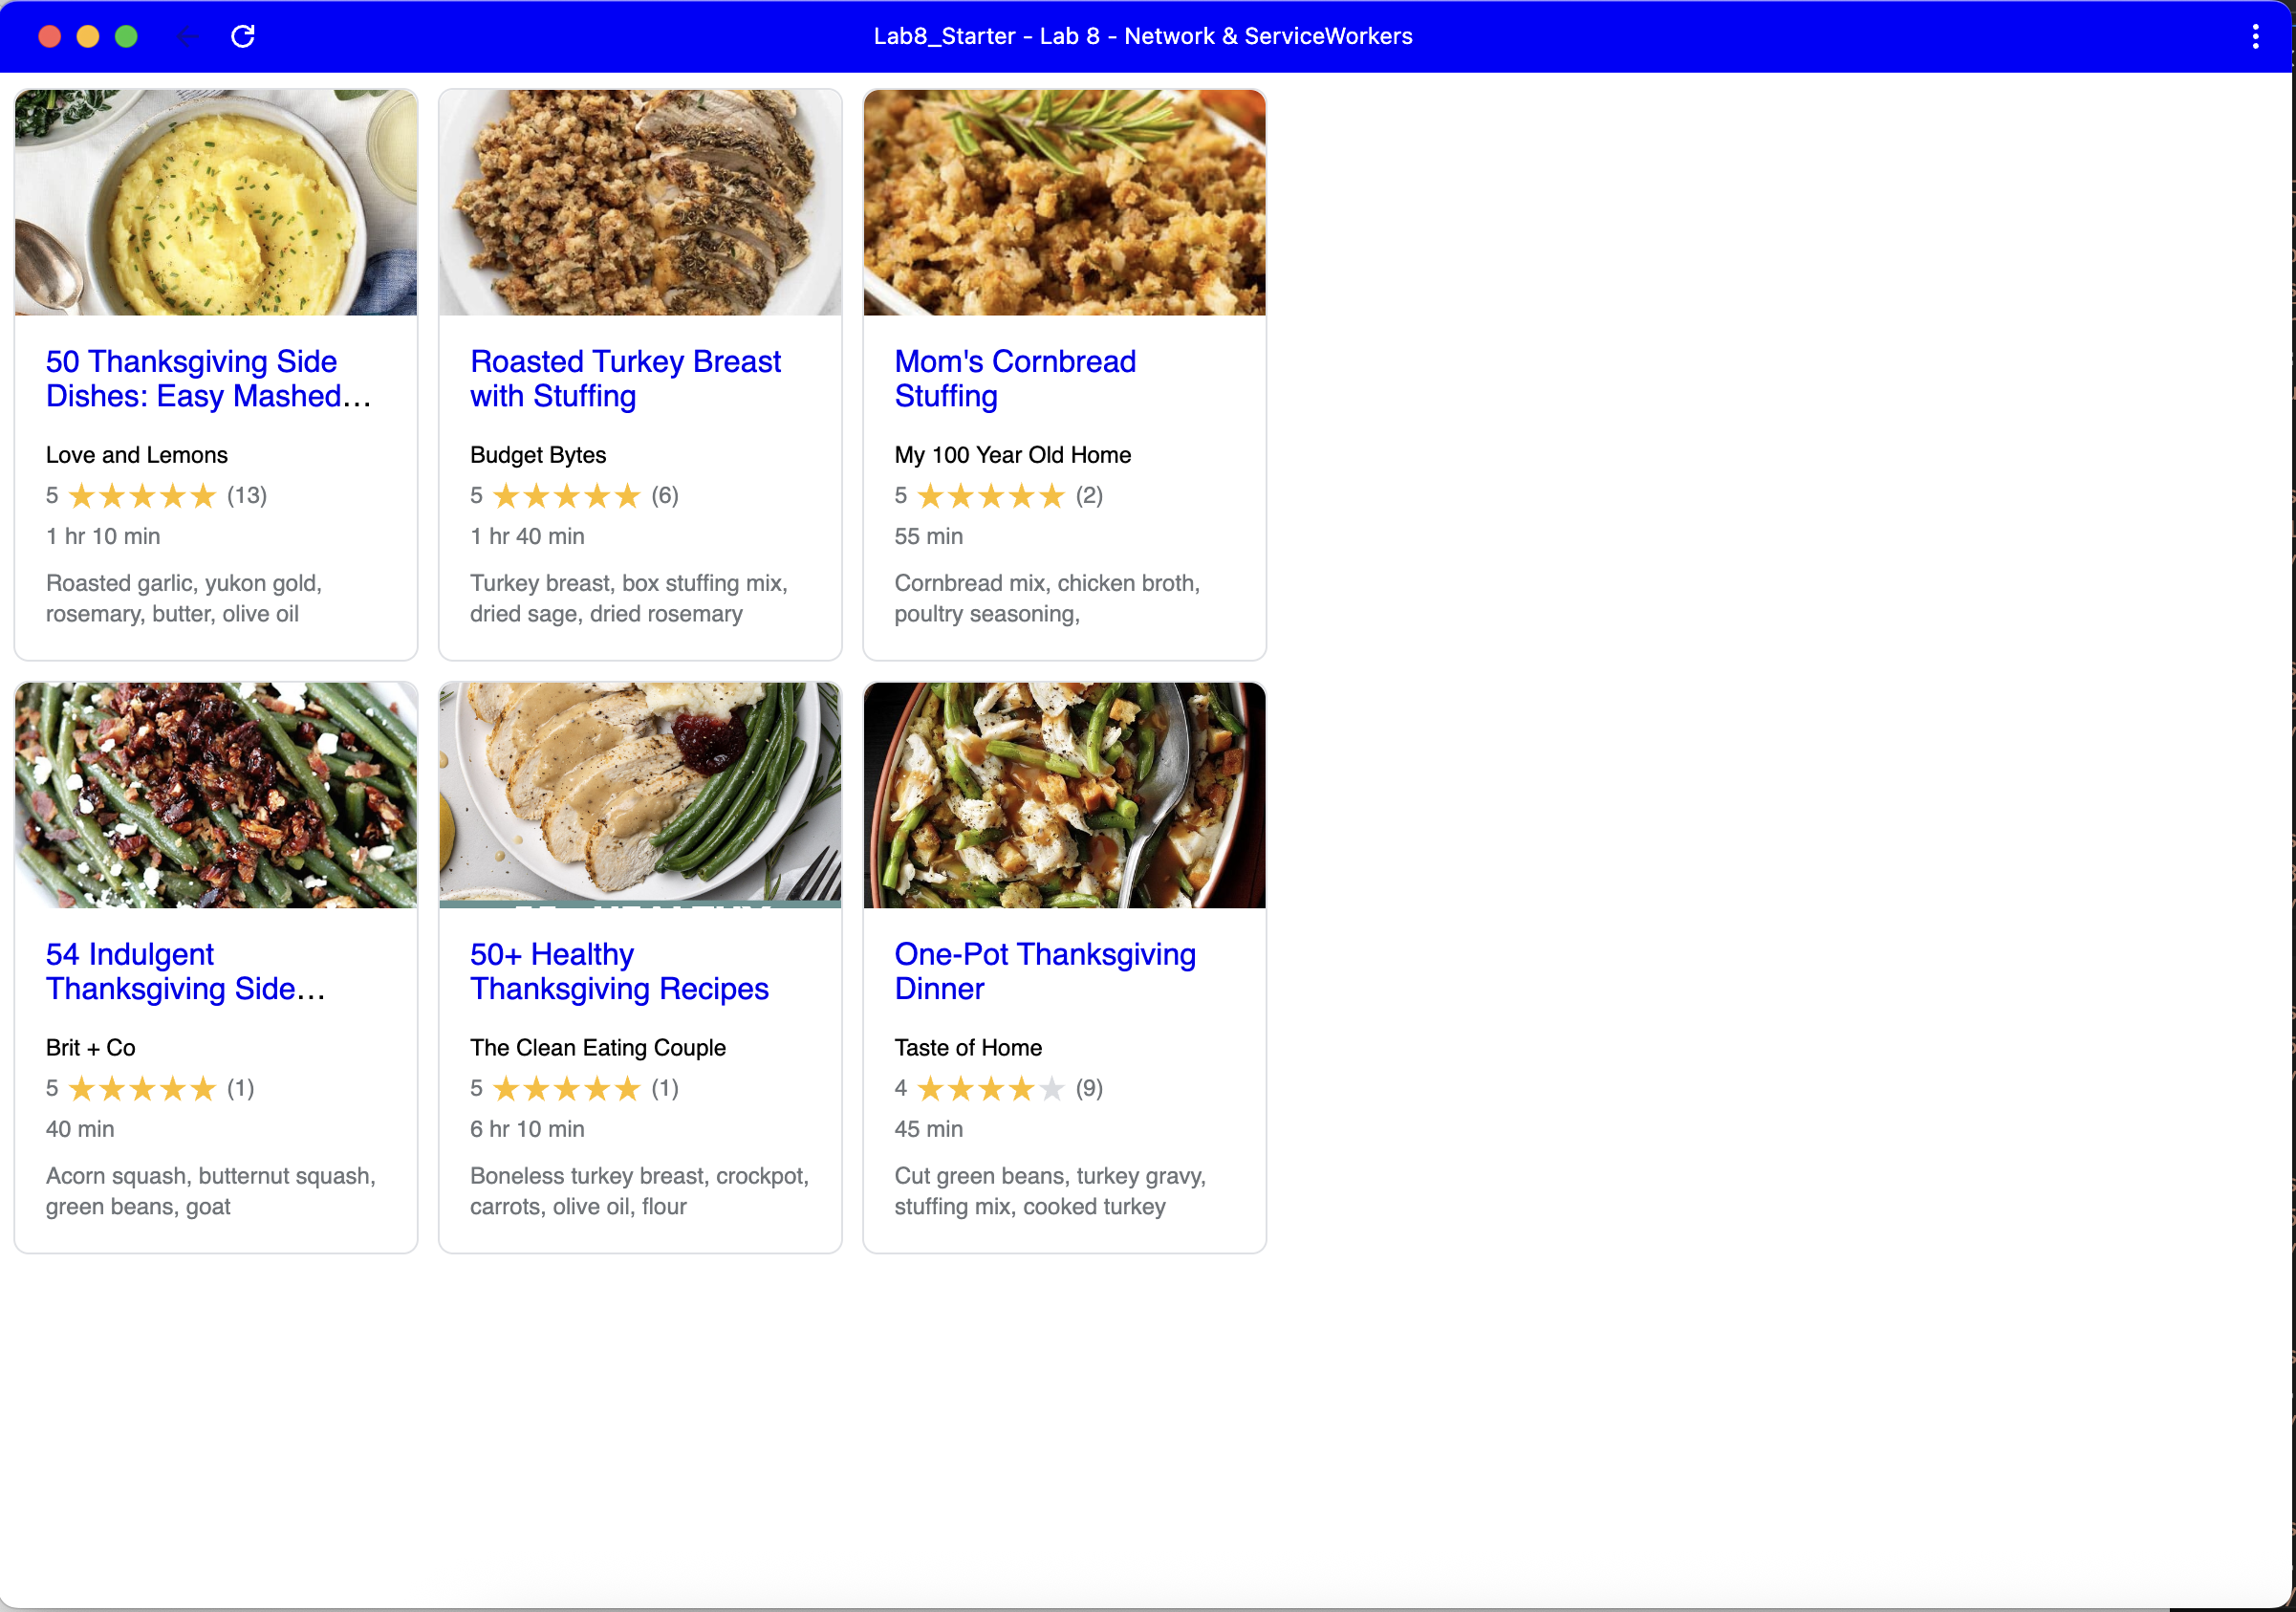 Lab8_Starter - Lab 8 - Network & ServiceWorkers
50 Thanksgiving Side
Dishes: Easy Mashed...
Love and Lemons
5 ★★★★★ (13)
1 hr 10 min
Roasted garlic, yukon gold,
rosemary, butter, olive oil
Roasted Turkey Breast
with Stuffing
Budget Bytes
5 ★★★★★ (6)
1 hr 40 min
Turkey breast, box stuffing mix,
dried sage, dried rosemary
Mom's Cornbread
Stuffing
My 100 Year Old Home
5 ★★★★★ (2)
55 min
Cornbread mix, chicken broth,
poultry seasoning,
54 Indulgent
Thanksgiving Side...
Brit + Co
5 ★★★★★ (1)
40 min
Acorn squash, butternut squash,
green beans, goat
50+ Healthy
Thanksgiving Recipes
The Clean Eating Couple
5 ★★★★★ (1)
6 hr 10 min
Boneless turkey breast, crockpot,
carrots, olive oil, flour
One-Pot Thanksgiving
Dinner
Taste of Home
4 ★★★★★ (9)
45 min
Cut green beans, turkey gravy,
stuffing mix, cooked turkey